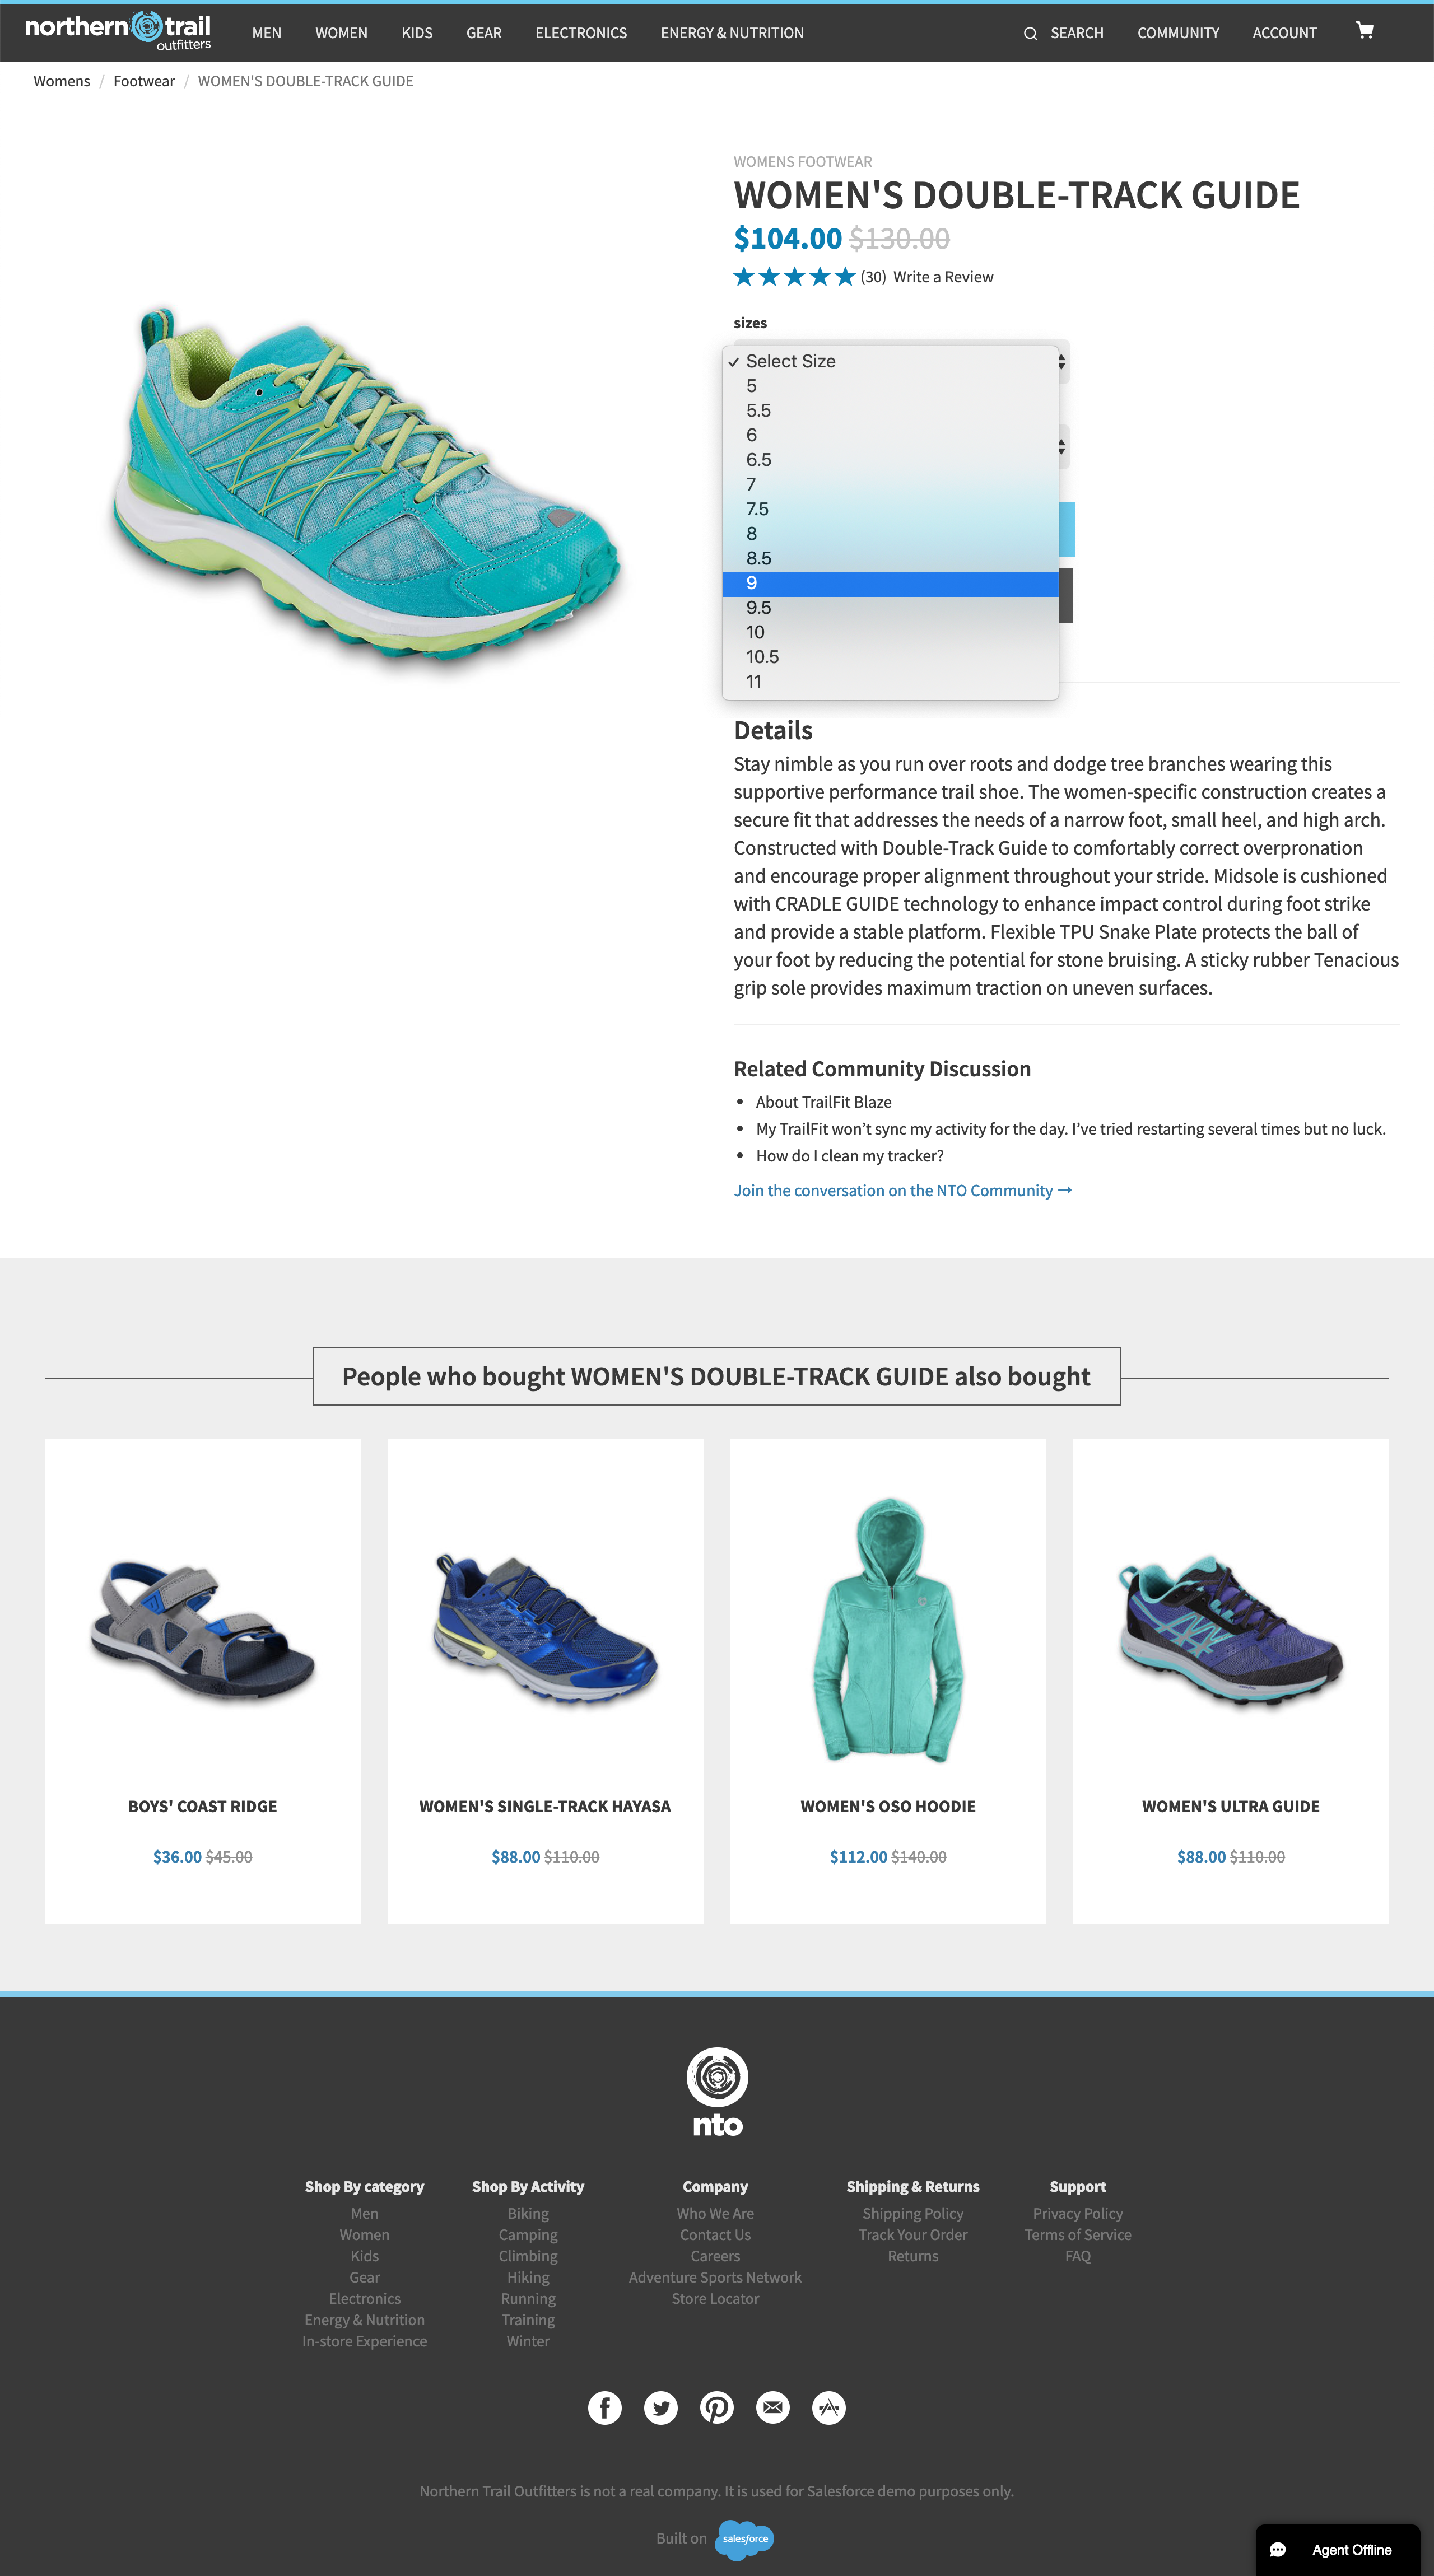 northern trail
outfitters
MEN WOMEN KIDS GEAR ELECTRONICS ENERGY & NUTRITION SEARCH COMMUNITY ACCOUNT
Womens / Footwear / WOMEN'S DOUBLE-TRACK GUIDE
WOMENS FOOTWEAR
WOMEN'S DOUBLE-TRACK GUIDE
$104.00 $130.00
(30) Write a Review
sizes
Select Size
5
5.5
6
6.5
7
7.5
8
8.5
9
9.5
10
10.5
11
Details
Stay nimble as you run over roots and dodge tree branches wearing this
supportive performance trail shoe. The women-specific construction creates a
secure fit that addresses the needs of a narrow foot, small heel, and high arch.
Constructed with Double-Track Guide to comfortably correct overpronation
and encourage proper alignment throughout your stride. Midsole is cushioned
with CRADLE GUIDE technology to enhance impact control during foot strike
and provide a stable platform. Flexible TPU Snake Plate protects the ball of
your foot by reducing the potential for stone bruising. A sticky rubber Tenacious
grip sole provides maximum traction on uneven surfaces.
Related Community Discussion
• About TrailFit Blaze
• My TrailFit won’t sync my activity for the day. I’ve tried restarting several times but no luck.
• How do I clean my tracker?
Join the conversation on the NTO Community →
People who bought WOMEN'S DOUBLE-TRACK GUIDE also bought
BOYS' COAST RIDGE
$36.00 $45.00
WOMEN'S SINGLE-TRACK HAYASA
$88.00 $110.00
WOMEN'S OSO HOODIE
$112.00 $140.00
WOMEN'S ULTRA GUIDE
$88.00 $110.00
nto
Shop By category
Men
Women
Kids
Gear
Electronics
Energy & Nutrition
In-store Experience
Shop By Activity
Biking
Camping
Climbing
Hiking
Running
Training
Winter
Company
Who We Are
Contact Us
Careers
Adventure Sports Network
Store Locator
Shipping & Returns
Shipping Policy
Track Your Order
Returns
Support
Privacy Policy
Terms of Service
FAQ
Northern Trail Outfitters is not a real company. It is used for Salesforce demo purposes only.
Built on salesforce
Agent Offline